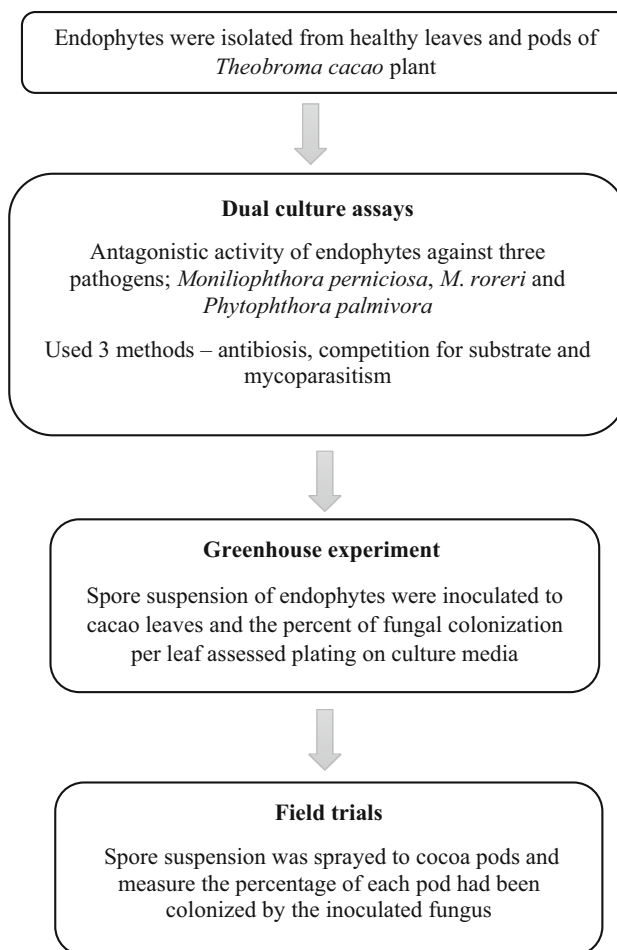 Endophytes were isolated from healthy leaves and pods of
Theobroma cacao plant
Dual culture assays
Antagonistic activity of endophytes against three
pathogens; Moniliophthora perniciosa, M. roreri and
Phytophthora palmivora
Used 3 methods – antibiosis, competition for substrate and
mycoparasitism
Greenhouse experiment
Spore suspension of endophytes were inoculated to
cacao leaves and the percent of fungal colonization
per leaf assessed plating on culture media
Field trials
Spore suspension was sprayed to cocoa pods and
measure the percentage of each pod had been
colonized by the inoculated fungus